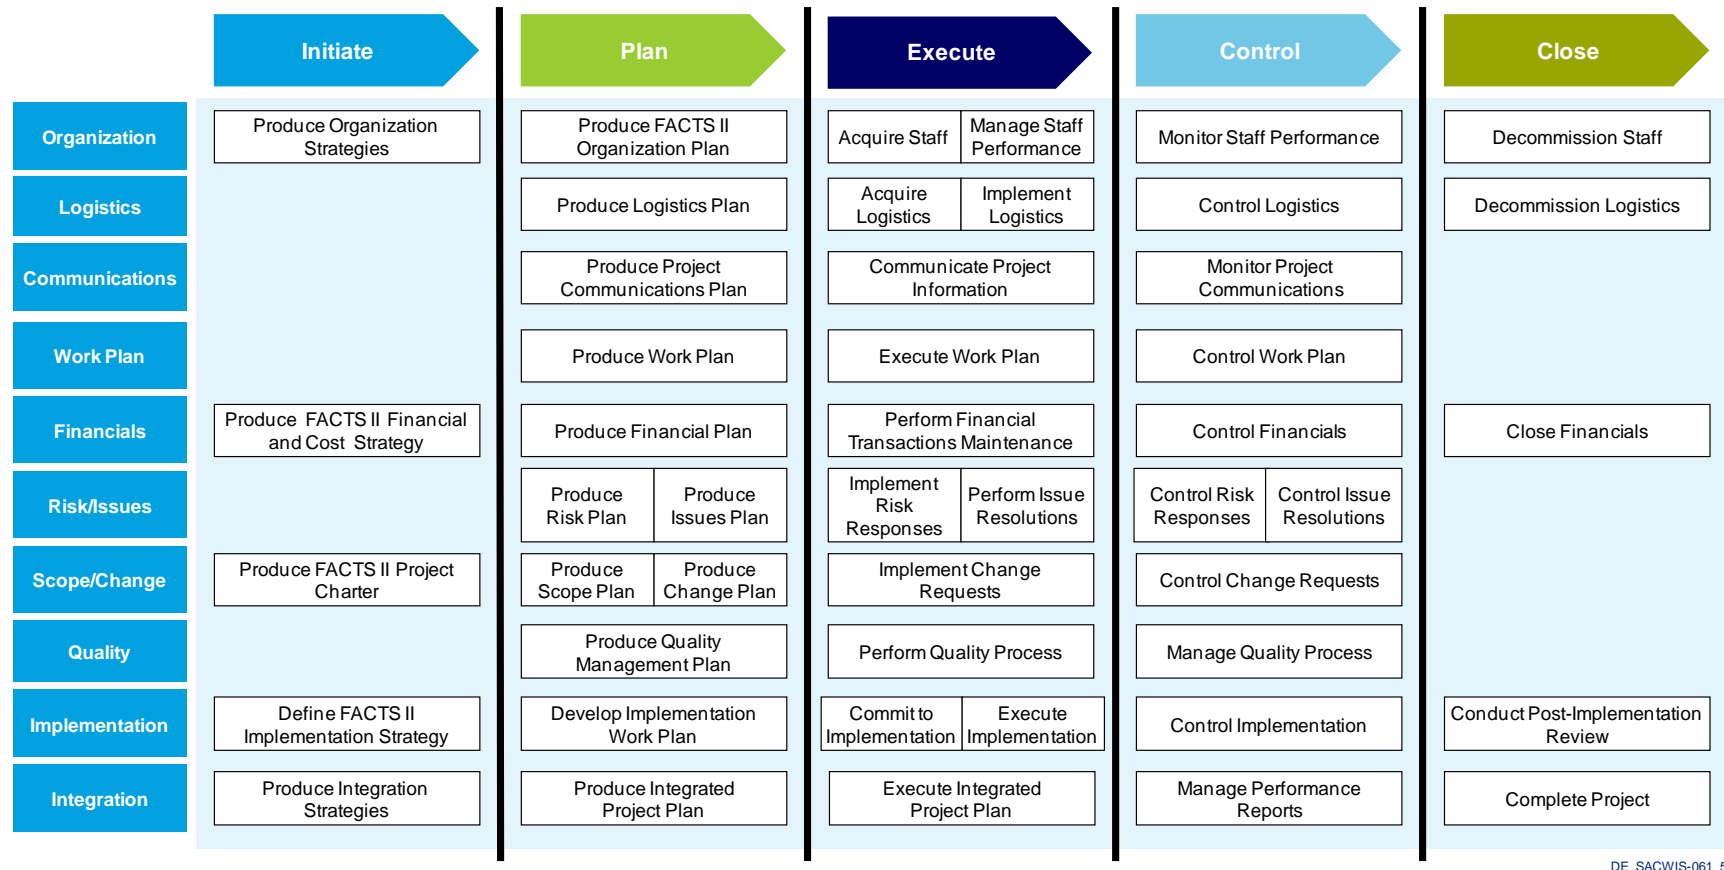 Initiate
Plan
Execute
Control
Close
Organization
Produce Organization
Strategies
Produce FACTS II
Organization Plan
Acquire Staff
Manage Staff
Performance
Monitor Staff Performance
Decommission Staff
Logistics
Produce Logistics Plan
Acquire
Logistics
Implement
Logistics
Control Logistics
Decommission Logistics
Communications
Produce Project
Communications Plan
Communicate Project
Information
Monitor Project
Communications
Work Plan
Produce Work Plan
Execute Work Plan
Control Work Plan
Financials
Produce FACTS II Financial
and Cost Strategy
Produce Financial Plan
Perform Financial
Transactions Maintenance
Control Financials
Close Financials
Risk/Issues
Produce
Risk Plan
Produce
Issues Plan
Implement
Risk
Responses
Perform Issue
Resolutions
Control Risk
Responses
Control Issue
Resolutions
Scope/Change
Produce FACTS II Project
Charter
Produce
Scope Plan
Produce
Change Plan
Implement Change
Requests
Control Change Requests
Quality
Produce Quality
Management Plan
Perform Quality Process
Manage Quality Process
Implementation
Define FACTS II
Implementation Strategy
Develop Implementation
Work Plan
Commit to
Implementation
Execute
Implementation
Control Implementation
Conduct Post-Implementation
Review
Integration
Produce Integration
Strategies
Produce Integrated
Project Plan
Execute Integrated
Project Plan
Manage Performance
Reports
Complete Project
DE_SACWIS-061_5